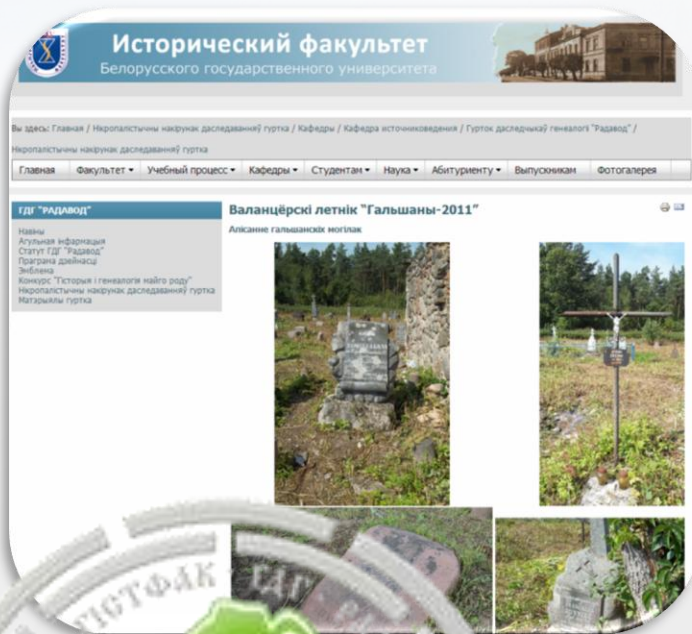 Исторический факультет
Белорусского государственного университета
Вы здесь: Главная / Некропалістычны накірунак даследаванняў гуртка / Кафедры / Кафедра источниковедения / Гурток даследчыкаў генеалогіі "Радавод" /
Некропалістычны накірунак даследаванняў гуртка
Главная Факультет Учебный процесс Кафедры Студентам Наука Абитуриенту Выпускникам Фотогалерея
ГДГ "РАДАВОД"
Навіны
Агульная інфармацыя
Статут ГДГ "Радавод"
Праграма дзейнасці
Эмблема
Конкурс "Гісторыя і генеалогія майго роду"
Некропалістычны накірунак даследаванняў гуртка
Матэрыялы гуртка
Валанцёрскі летнік "Гальшаны-2011"
Апісанне гальшанскіх могілак
ГІСТФАК ГДГ